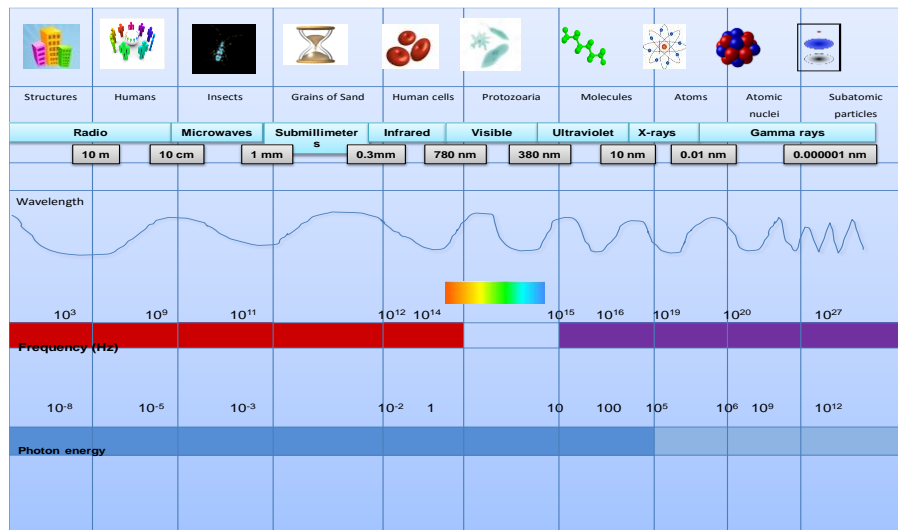 Structures Humans Insects Grains of Sand Human cells Protozoaria Molecules Atoms Atomic Subatomic
nuclei particles
Radio Microwaves Submillimeter Infrared Visible Ultraviolet X-rays Gamma rays
s
10 m 10 cm 1 mm 0.3mm 780 nm 380 nm 10 nm 0.01 nm 0.000001 nm
Wavelength
10³ 10⁹ 10¹¹ 10¹² 10¹⁴ 10¹⁵ 10¹⁶ 10¹⁹ 10²⁰ 10²⁷
Frequency (Hz)
10⁻⁸ 10⁻⁵ 10⁻³ 10⁻² 1 10 100 10⁵ 10⁶ 10⁹ 10¹²
Photon energy